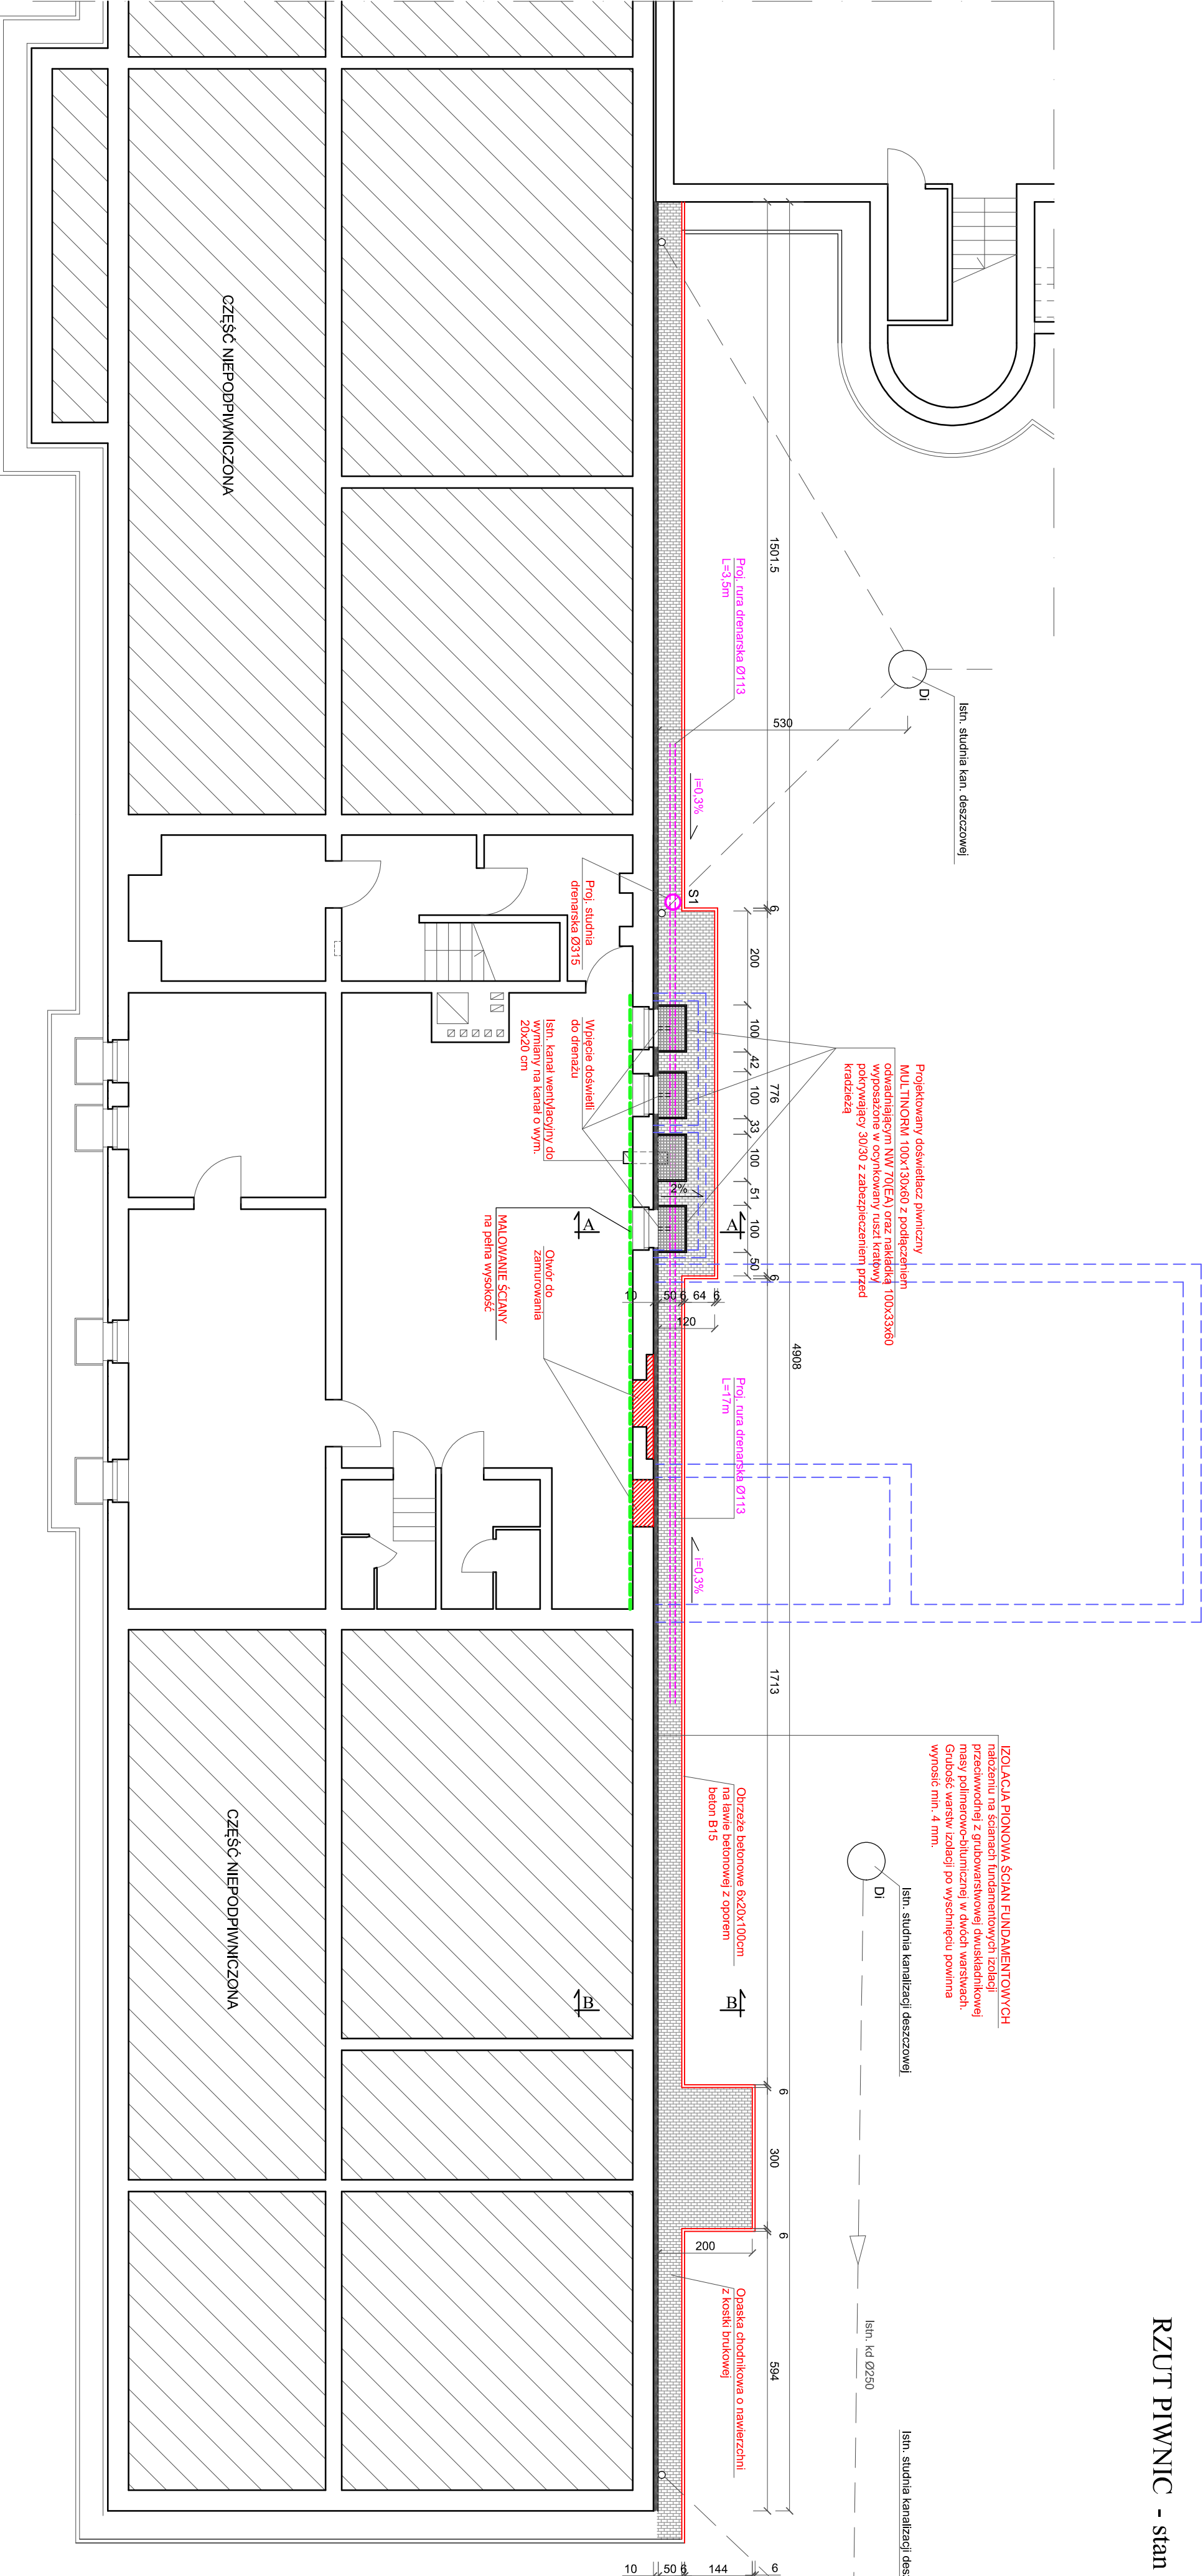 RZUT PIWNIC - stan
Istn. studnia kan. deszczowej
Di
530
1501.5
4908
Proj. rura drenarska Ø113
L=3,5m
i=0,3%
S1
6
200
100
42
100
33
100
51
100
50
6
776
Projektowany doświetlacz piwniczny
MULTINORM 100x130x60 z podłączeniem
odwadniającym NW 70(EA) oraz nakładka 100x33x60
wyposażone w ocynkowany ruszt kratowy
pokrywający 30/30 z zabezpieczeniem przed
kradzieżą
2%
A
A
10
50
6
64
6
120
Proj. rura drenarska Ø113
L=17m
i=0,3%
1713
IZOLACJA PIONOWA ŚCIAN FUNDAMENTOWYCH
nałożeniu na ścianach fundamentowych izolacji
przeciwwodnej z grubowarstwowej dwuskładnikowej
masy polimerowo-bitumicznej w dwóch warstwach.
Grubość warstw izolacji po wyschnięciu powinna
wynosić min. 4 mm.
Obrzeże betonowe 6x20x100cm
na ławie betonowej z oporem
beton B15
Istn. studnia kanalizacji deszczowej
Di
B
B
6
300
6
200
594
Opaska chodnikowa o nawierzchni
z kostki brukowej
Istn. kd Ø250
Istn. studnia kanalizacji des
10
50
6
144
6
Proj. studnia
drenarska Ø315
Wpięcie doświetli
do drenażu
Istn. kanał wentylacyjny do
wymiany na kanał o wym.
20x20 cm
Otwór do
zamurowania
MALOWANIE ŚCIANY
na pełna wysokość
CZĘŚĆ NIEPODPIWNICZONA
CZĘŚĆ NIEPODPIWNICZONA